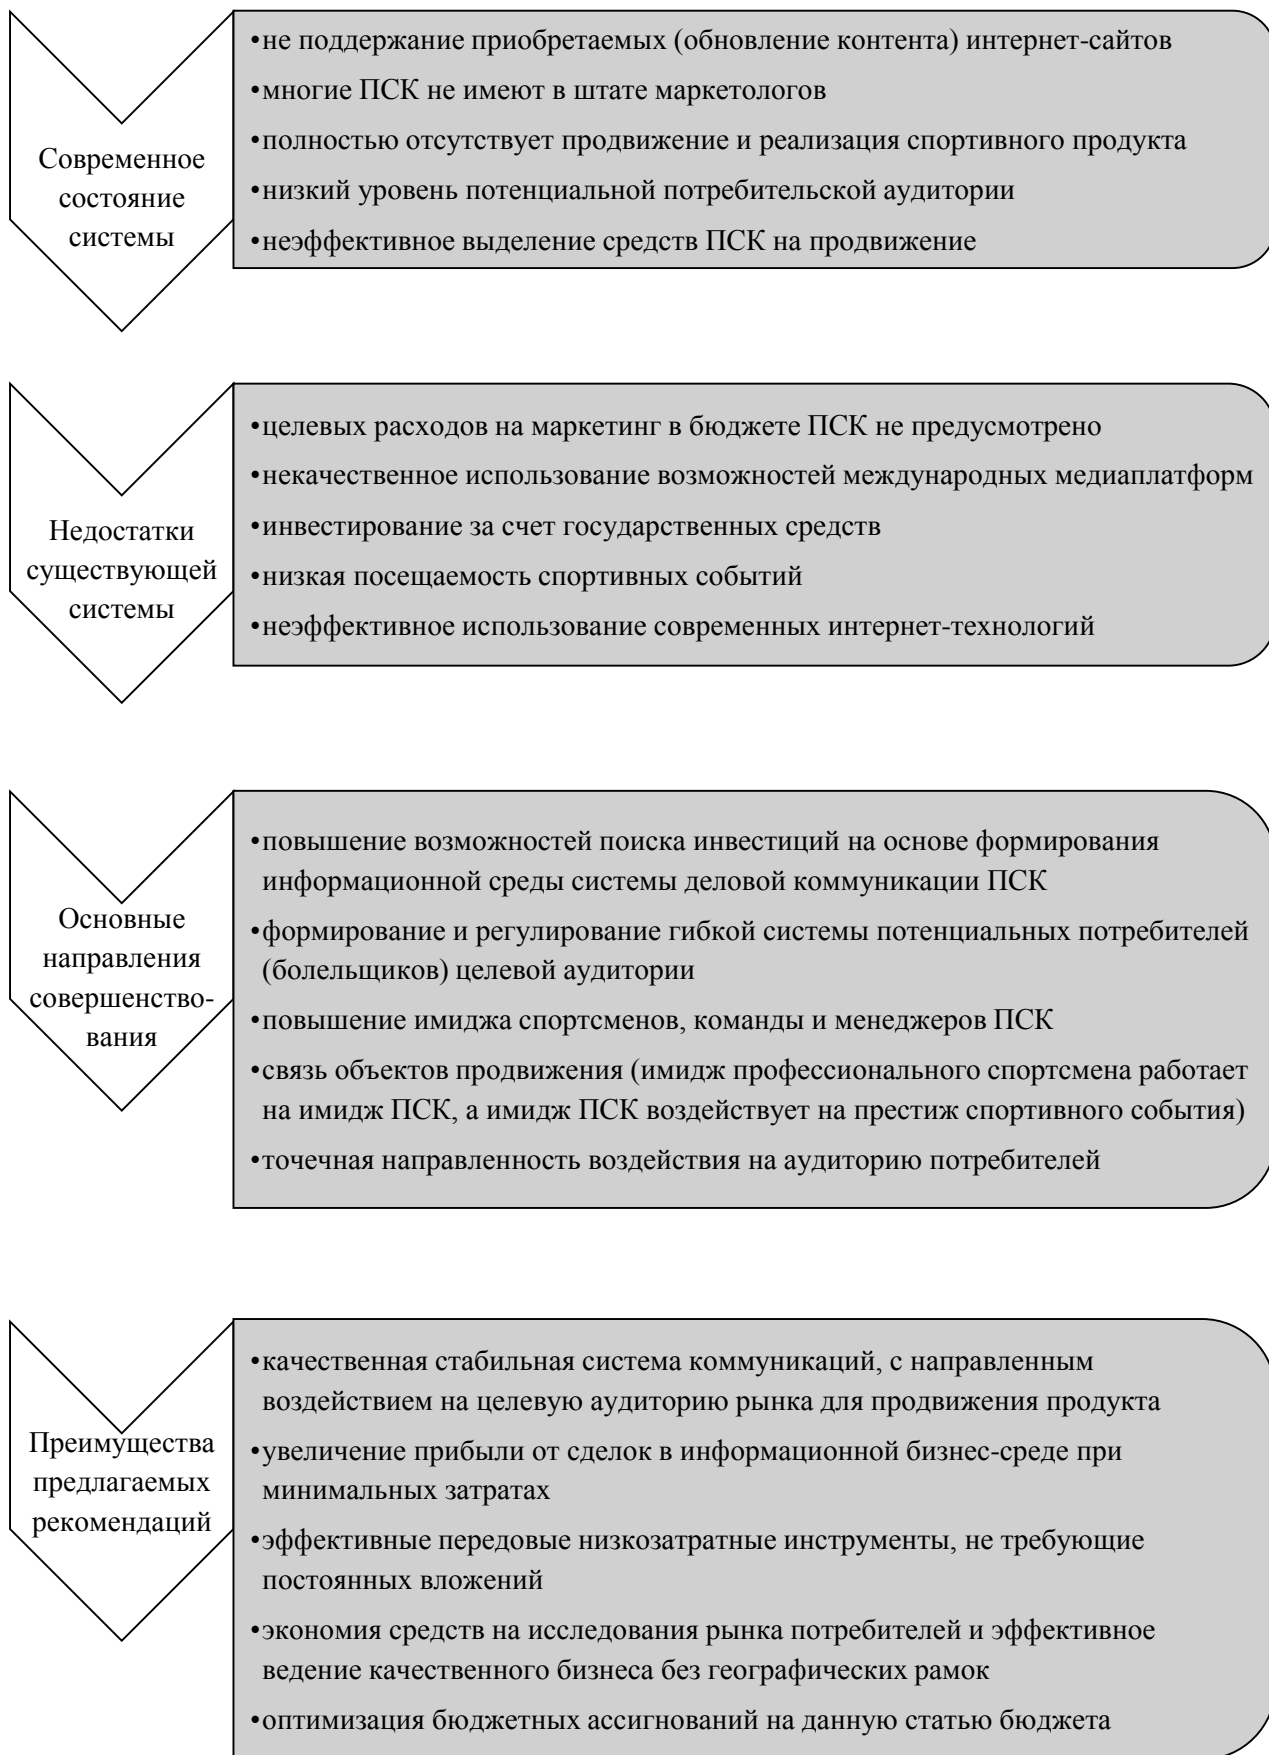 Современное
состояние
системы
•не поддержание приобретаемых (обновление контента) интернет-сайтов
•многие ПСК не имеют в штате маркетологов
•полностью отсутствует продвижение и реализация спортивного продукта
•низкий уровень потенциальной потребительской аудитории
•неэффективное выделение средств ПСК на продвижение
Недостатки
существующей
системы
•целевых расходов на маркетинг в бюджете ПСК не предусмотрено
•некачественное использование возможностей международных медиаплатформ
•инвестирование за счет государственных средств
•низкая посещаемость спортивных событий
•неэффективное использование современных интернет-технологий
Основные
направления
совершенство-
вания
•повышение возможностей поиска инвестиций на основе формирования
информационной среды системы деловой коммуникации ПСК
•формирование и регулирование гибкой системы потенциальных потребителей
(болельщиков) целевой аудитории
•повышение имиджа спортсменов, команды и менеджеров ПСК
•связь объектов продвижения (имидж профессионального спортсмена работает
на имидж ПСК, а имидж ПСК воздействует на престиж спортивного события)
•точечная направленность воздействия на аудиторию потребителей
Преимущества
предлагаемых
рекомендаций
•качественная стабильная система коммуникаций, с направленным
воздействием на целевую аудиторию рынка для продвижения продукта
•увеличение прибыли от сделок в информационной бизнес-среде при
минимальных затратах
•эффективные передовые низкозатратные инструменты, не требующие
постоянных вложений
•экономия средств на исследования рынка потребителей и эффективное
ведение качественного бизнеса без географических рамок
•оптимизация бюджетных ассигнований на данную статью бюджета